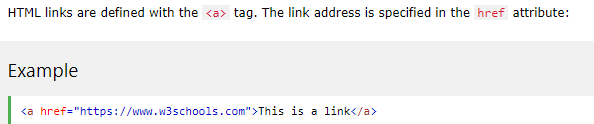 HTML links are defined with the <a> tag. The link address is specified in the href attribute:
Example
<a href="https://www.w3schools.com">This is a link</a>